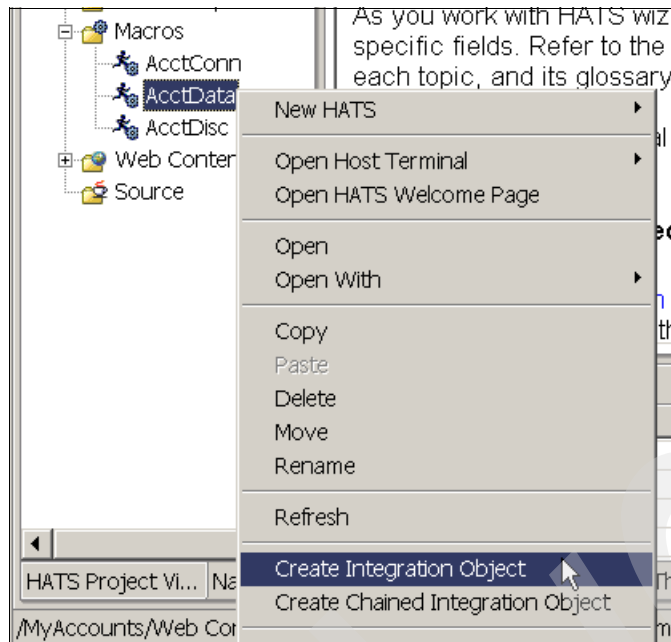 As you work with HATS wiz
specific fields. Refer to the
each topic, and its glossary
Macros
AcctConn
AcctData
AcctDisc
Web Conter
Source
New HATS
Open Host Terminal
Open HATS Welcome Page
Open
Open With
Copy
Paste
Delete
Move
Rename
Refresh
Create Integration Object
Create Chained Integration Object
HATS Project Vi... Na
/MyAccounts/Web Cor